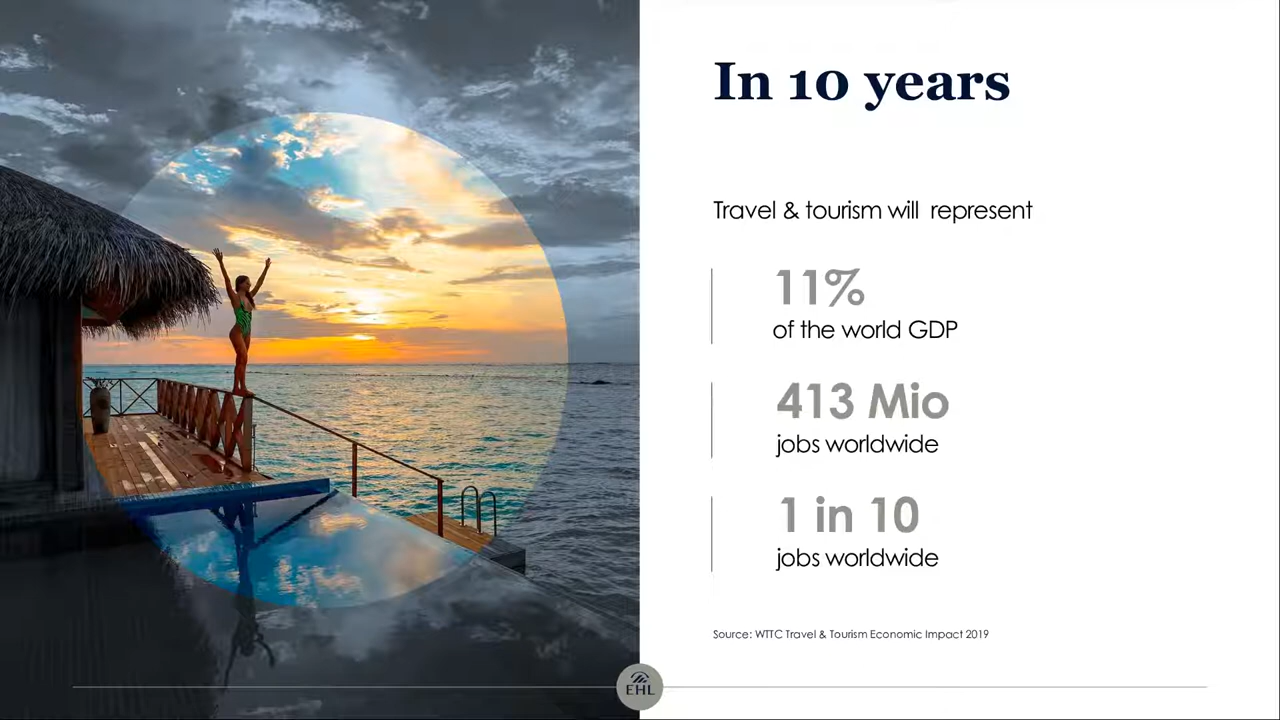 In 10 years
Travel & tourism will represent
11%
of the world GDP
413 Mio
jobs worldwide
1 in 10
jobs worldwide
Source: WTTC Travel & Tourism Economic Impact 2019
EHL